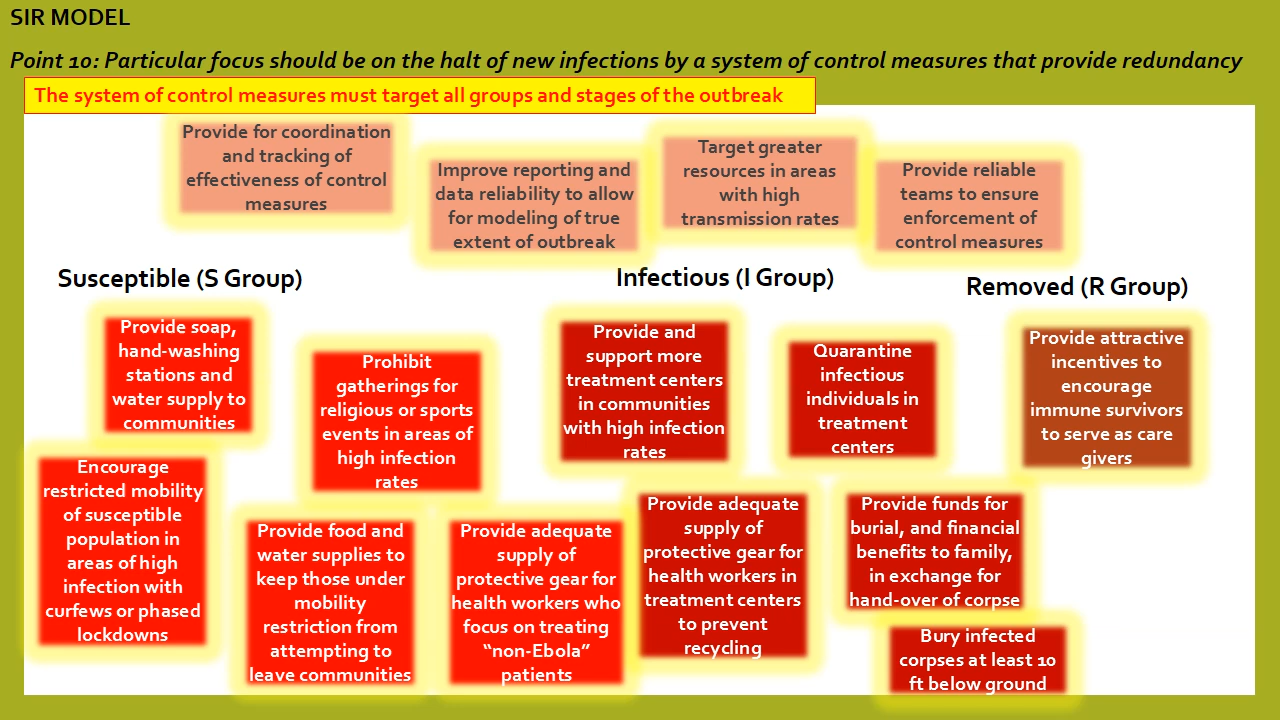 SIR MODEL
Point 10: Particular focus should be on the halt of new infections by a system of control measures that provide redundancy
The system of control measures must target all groups and stages of the outbreak
Provide for coordination
and tracking of
effectiveness of control
measures
Improve reporting and
data reliability to allow
for modeling of true
extent of outbreak
Target greater
resources in areas
with high
transmission rates
Provide reliable
teams to ensure
enforcement of
control measures
Susceptible (S Group)
Provide soap,
hand-washing
stations and
water supply to
communities
Prohibit
gatherings for
religious or sports
events in areas of
high infection
rates
Encourage
restricted mobility
of susceptible
population in
areas of high
infection with
curfews or phased
lockdowns
Provide food and
water supplies to
keep those under
mobility
restriction from
attempting to
leave communities
Provide adequate
supply of
protective gear for
health workers who
focus on treating
“non-Ebola”
patients
Infectious (I Group)
Provide and
support more
treatment centers
in communities
with high infection
rates
Quarantine
infectious
individuals in
treatment
centers
Provide adequate
supply of
protective gear for
health workers in
treatment centers
to prevent
recycling
Provide funds for
burial, and financial
benefits to family,
in exchange for
hand-over of corpse
Bury infected
corpses at least 10
ft below ground
Removed (R Group)
Provide attractive
incentives to
encourage
immune survivors
to serve as care
givers